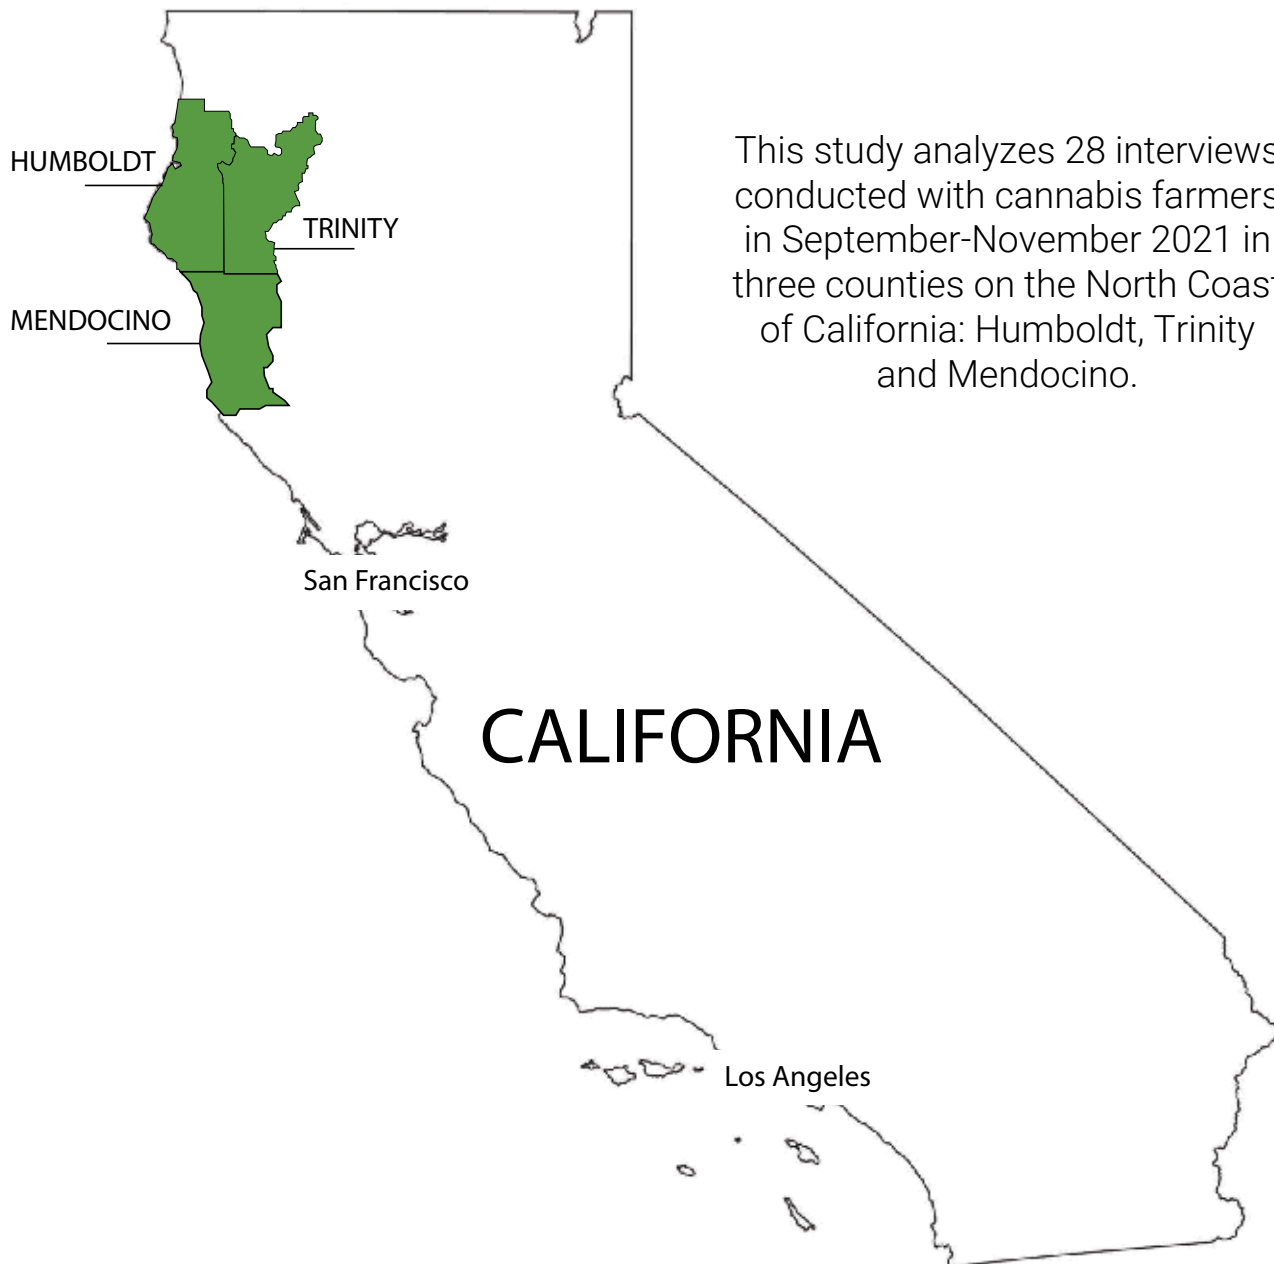 This study analyzes 28 interviews
conducted with cannabis farmers
in September-November 2021 in
three counties on the North Coast
of California: Humboldt, Trinity
and Mendocino.
HUMBOLDT
TRINITY
MENDOCINO
San Francisco
CALIFORNIA
Los Angeles